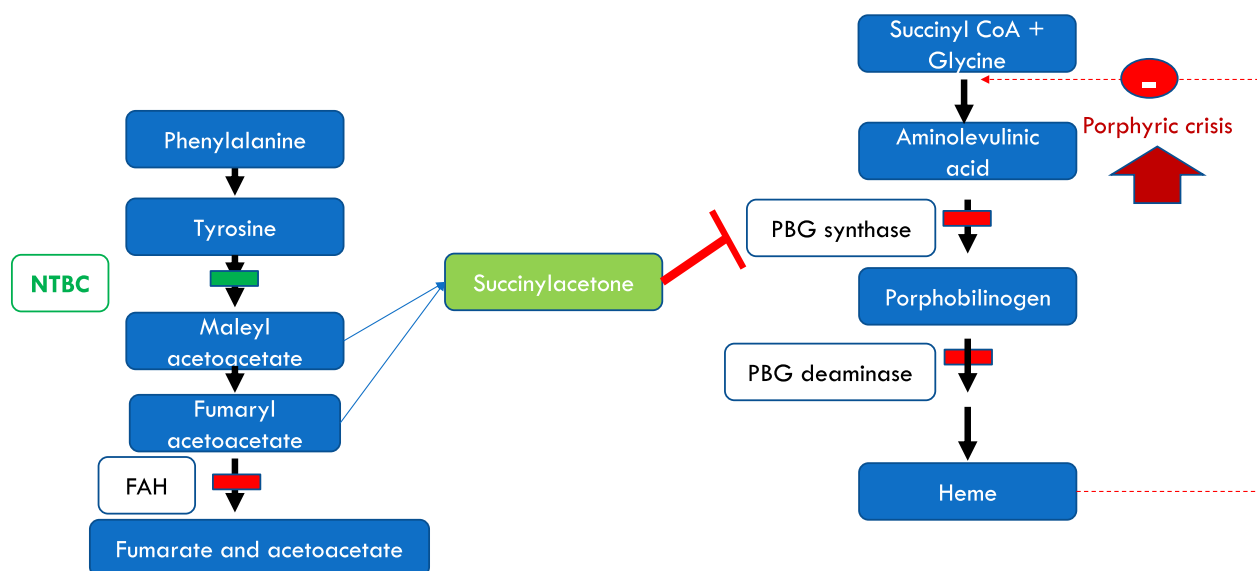 Phenylalanine
Tyrosine
NTBC
Maleyl
acetoacetate
Fumaryl
acetoacetate
FAH
Fumarate and acetoacetate
Succinylacetone
Succinyl CoA +
Glycine
-
Porphyric crisis
Aminolevulinic
acid
PBG synthase
Porphobilinogen
PBG deaminase
Heme